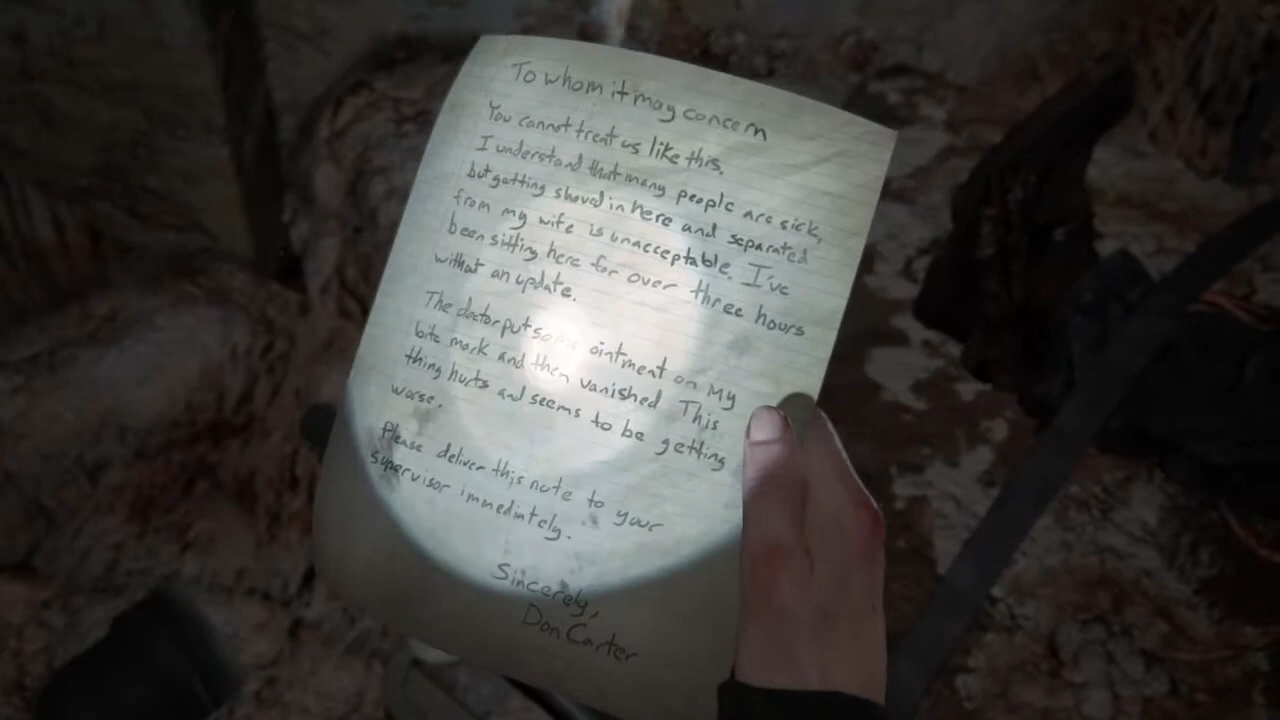 To whom it may concern
You cannot treat us like this.
I understand that many people are sick,
but getting shoved in here and separated
from my wife is unacceptable. I've
been sitting here for over three hours
without an update.
The doctor put some ointment on my
bite mark and then vanished This
thing hurts and seems to be getting
worse.
Please deliver this note to your
supervisor immediately.
Sincerely,
Don Carter